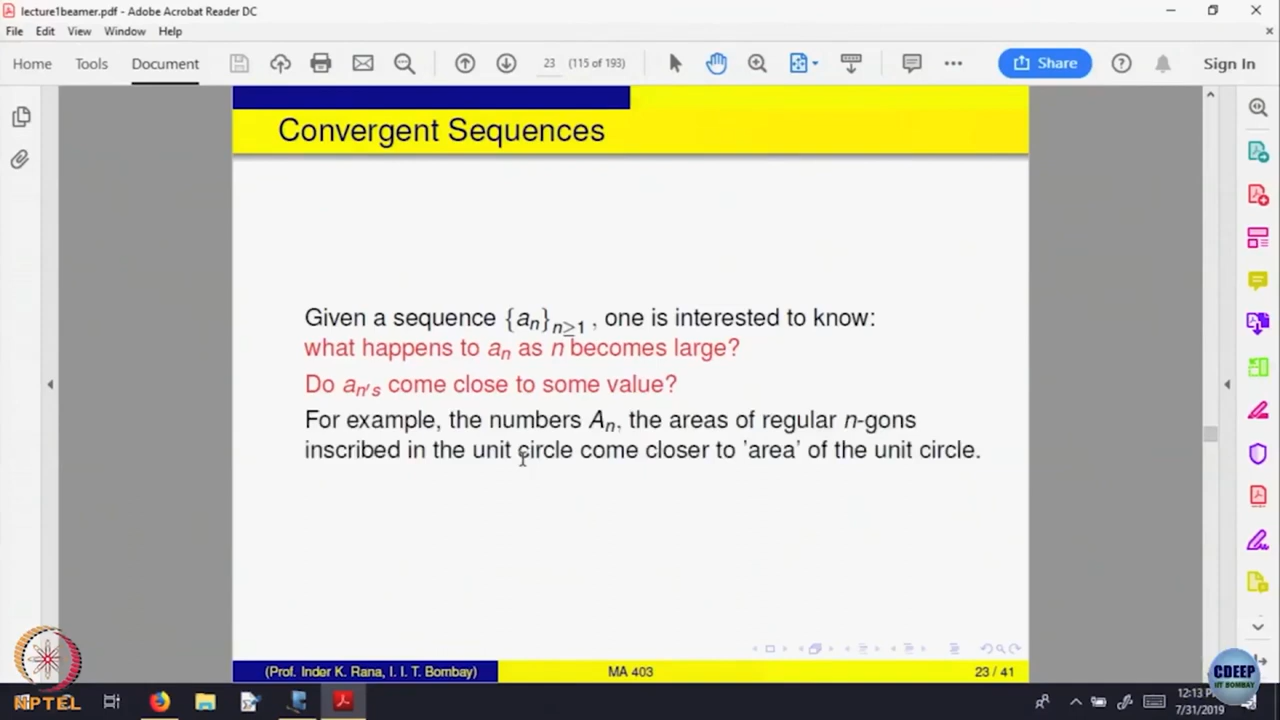 lecture1beamer.pdf - Adobe Acrobat Reader DC
File Edit View Window Help
Home Tools Document 23 (115 of 193) Share Sign In
Convergent Sequences
Given a sequence {aₙ}ₙ≥₁ , one is interested to know:
what happens to aₙ as n becomes large?
Do aₙ′ₛ come close to some value?
For example, the numbers Aₙ, the areas of regular n-gons
inscribed in the unit circle come closer to 'area' of the unit circle.
(Prof. Inder K. Rana, I. I. T. Bombay) MA 403 23 / 41
NPTEL
CDEEP
IIT BOMBAY
12:13 P
7/31/2019